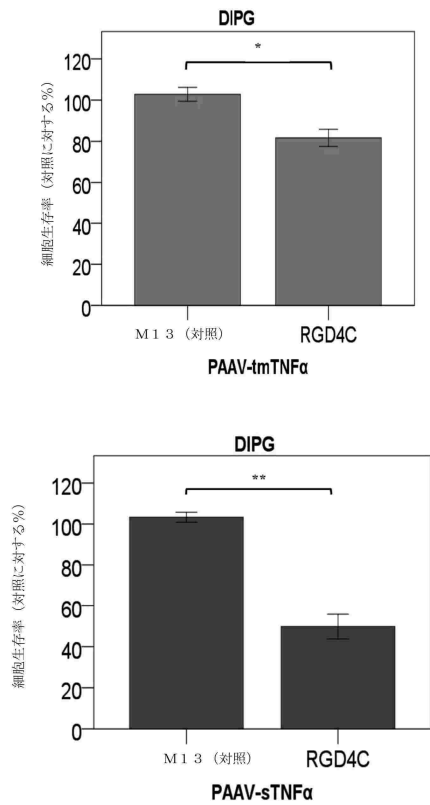 DIPG
*
細胞生存率 (対照に対する%)
120
100
80
60
40
20
0
M13 (対照)
RGD4C
PAAV-tmTNFα
DIPG
**
細胞生存率 (対照に対する%)
120
100
80
60
40
20
0
M13 (対照)
RGD4C
PAAV-sTNFα